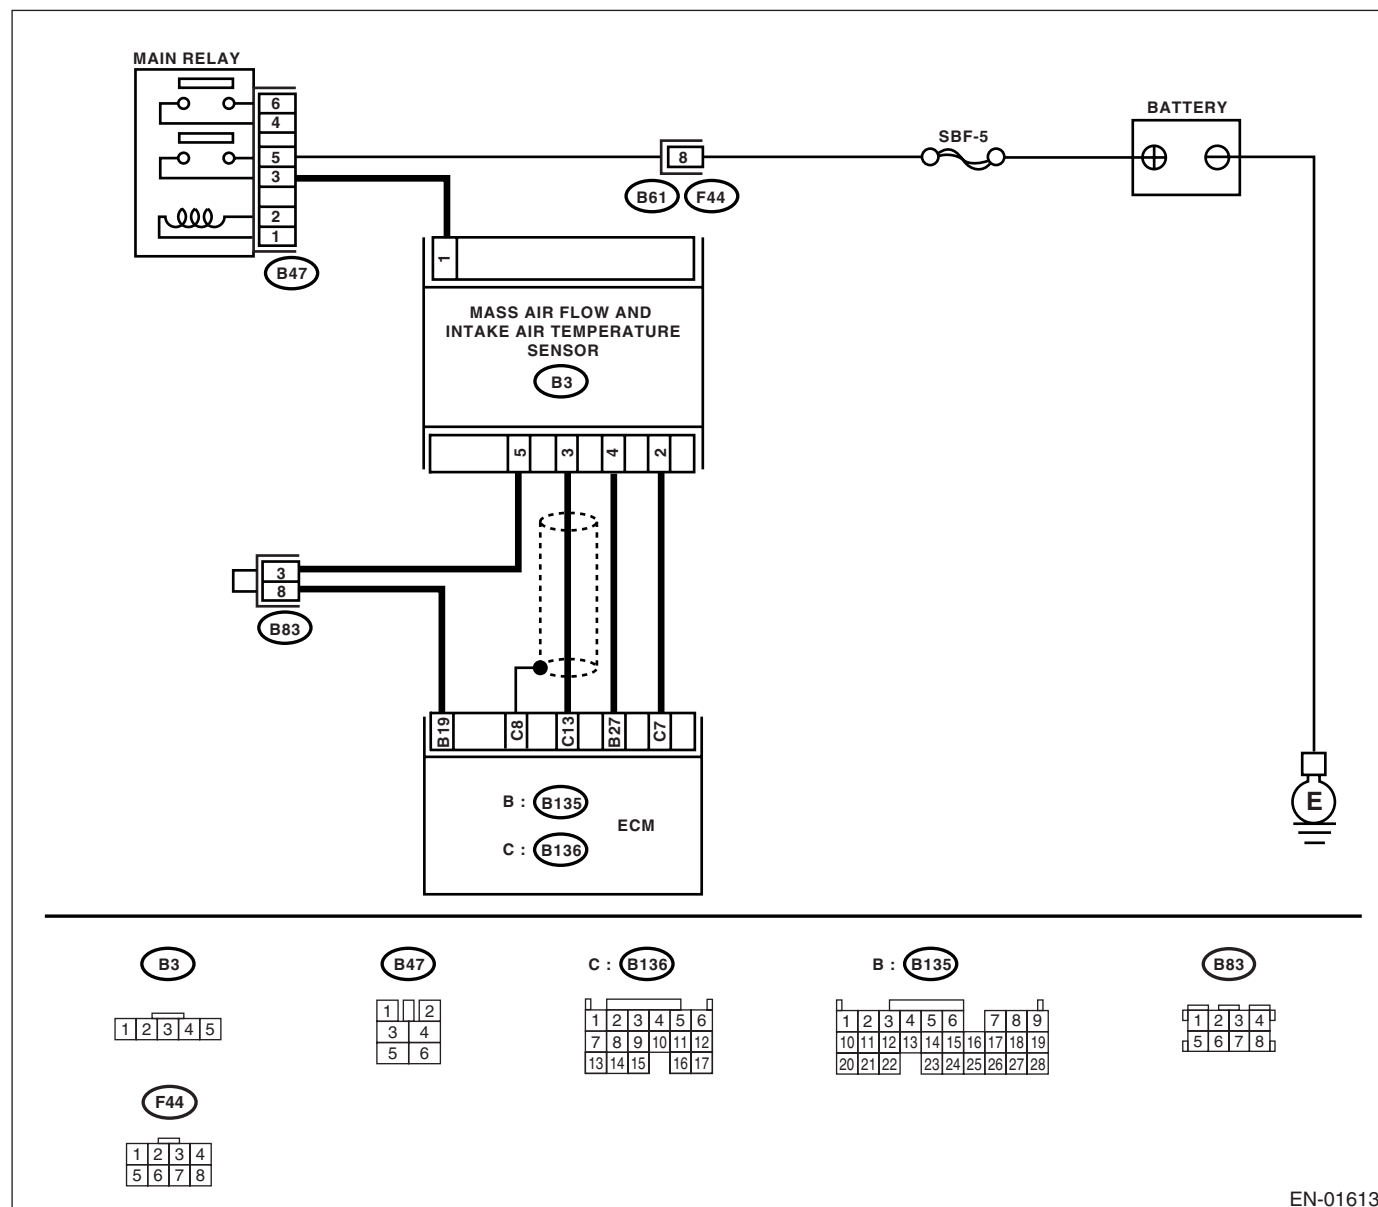 MAIN RELAY
6
4
5
3
2
1
B47
8
B61 F44
SBF-5
BATTERY
1
MASS AIR FLOW AND
INTAKE AIR TEMPERATURE
SENSOR
B3
5 3 4 2
3
8
B83
B19 C8 C13 B27 C7
B : B135
ECM
C : B136
E
B3
1 2 3 4 5
B47
1 2
3 4
5 6
C : B136
1 2 3 4 5 6
7 8 9 10 11 12
13 14 15 16 17
B : B135
1 2 3 4 5 6 7 8 9
10 11 12 13 14 15 16 17 18 19
20 21 22 23 24 25 26 27 28
B83
1 2 3 4
5 6 7 8
F44
1 2 3 4
5 6 7 8
EN-01613